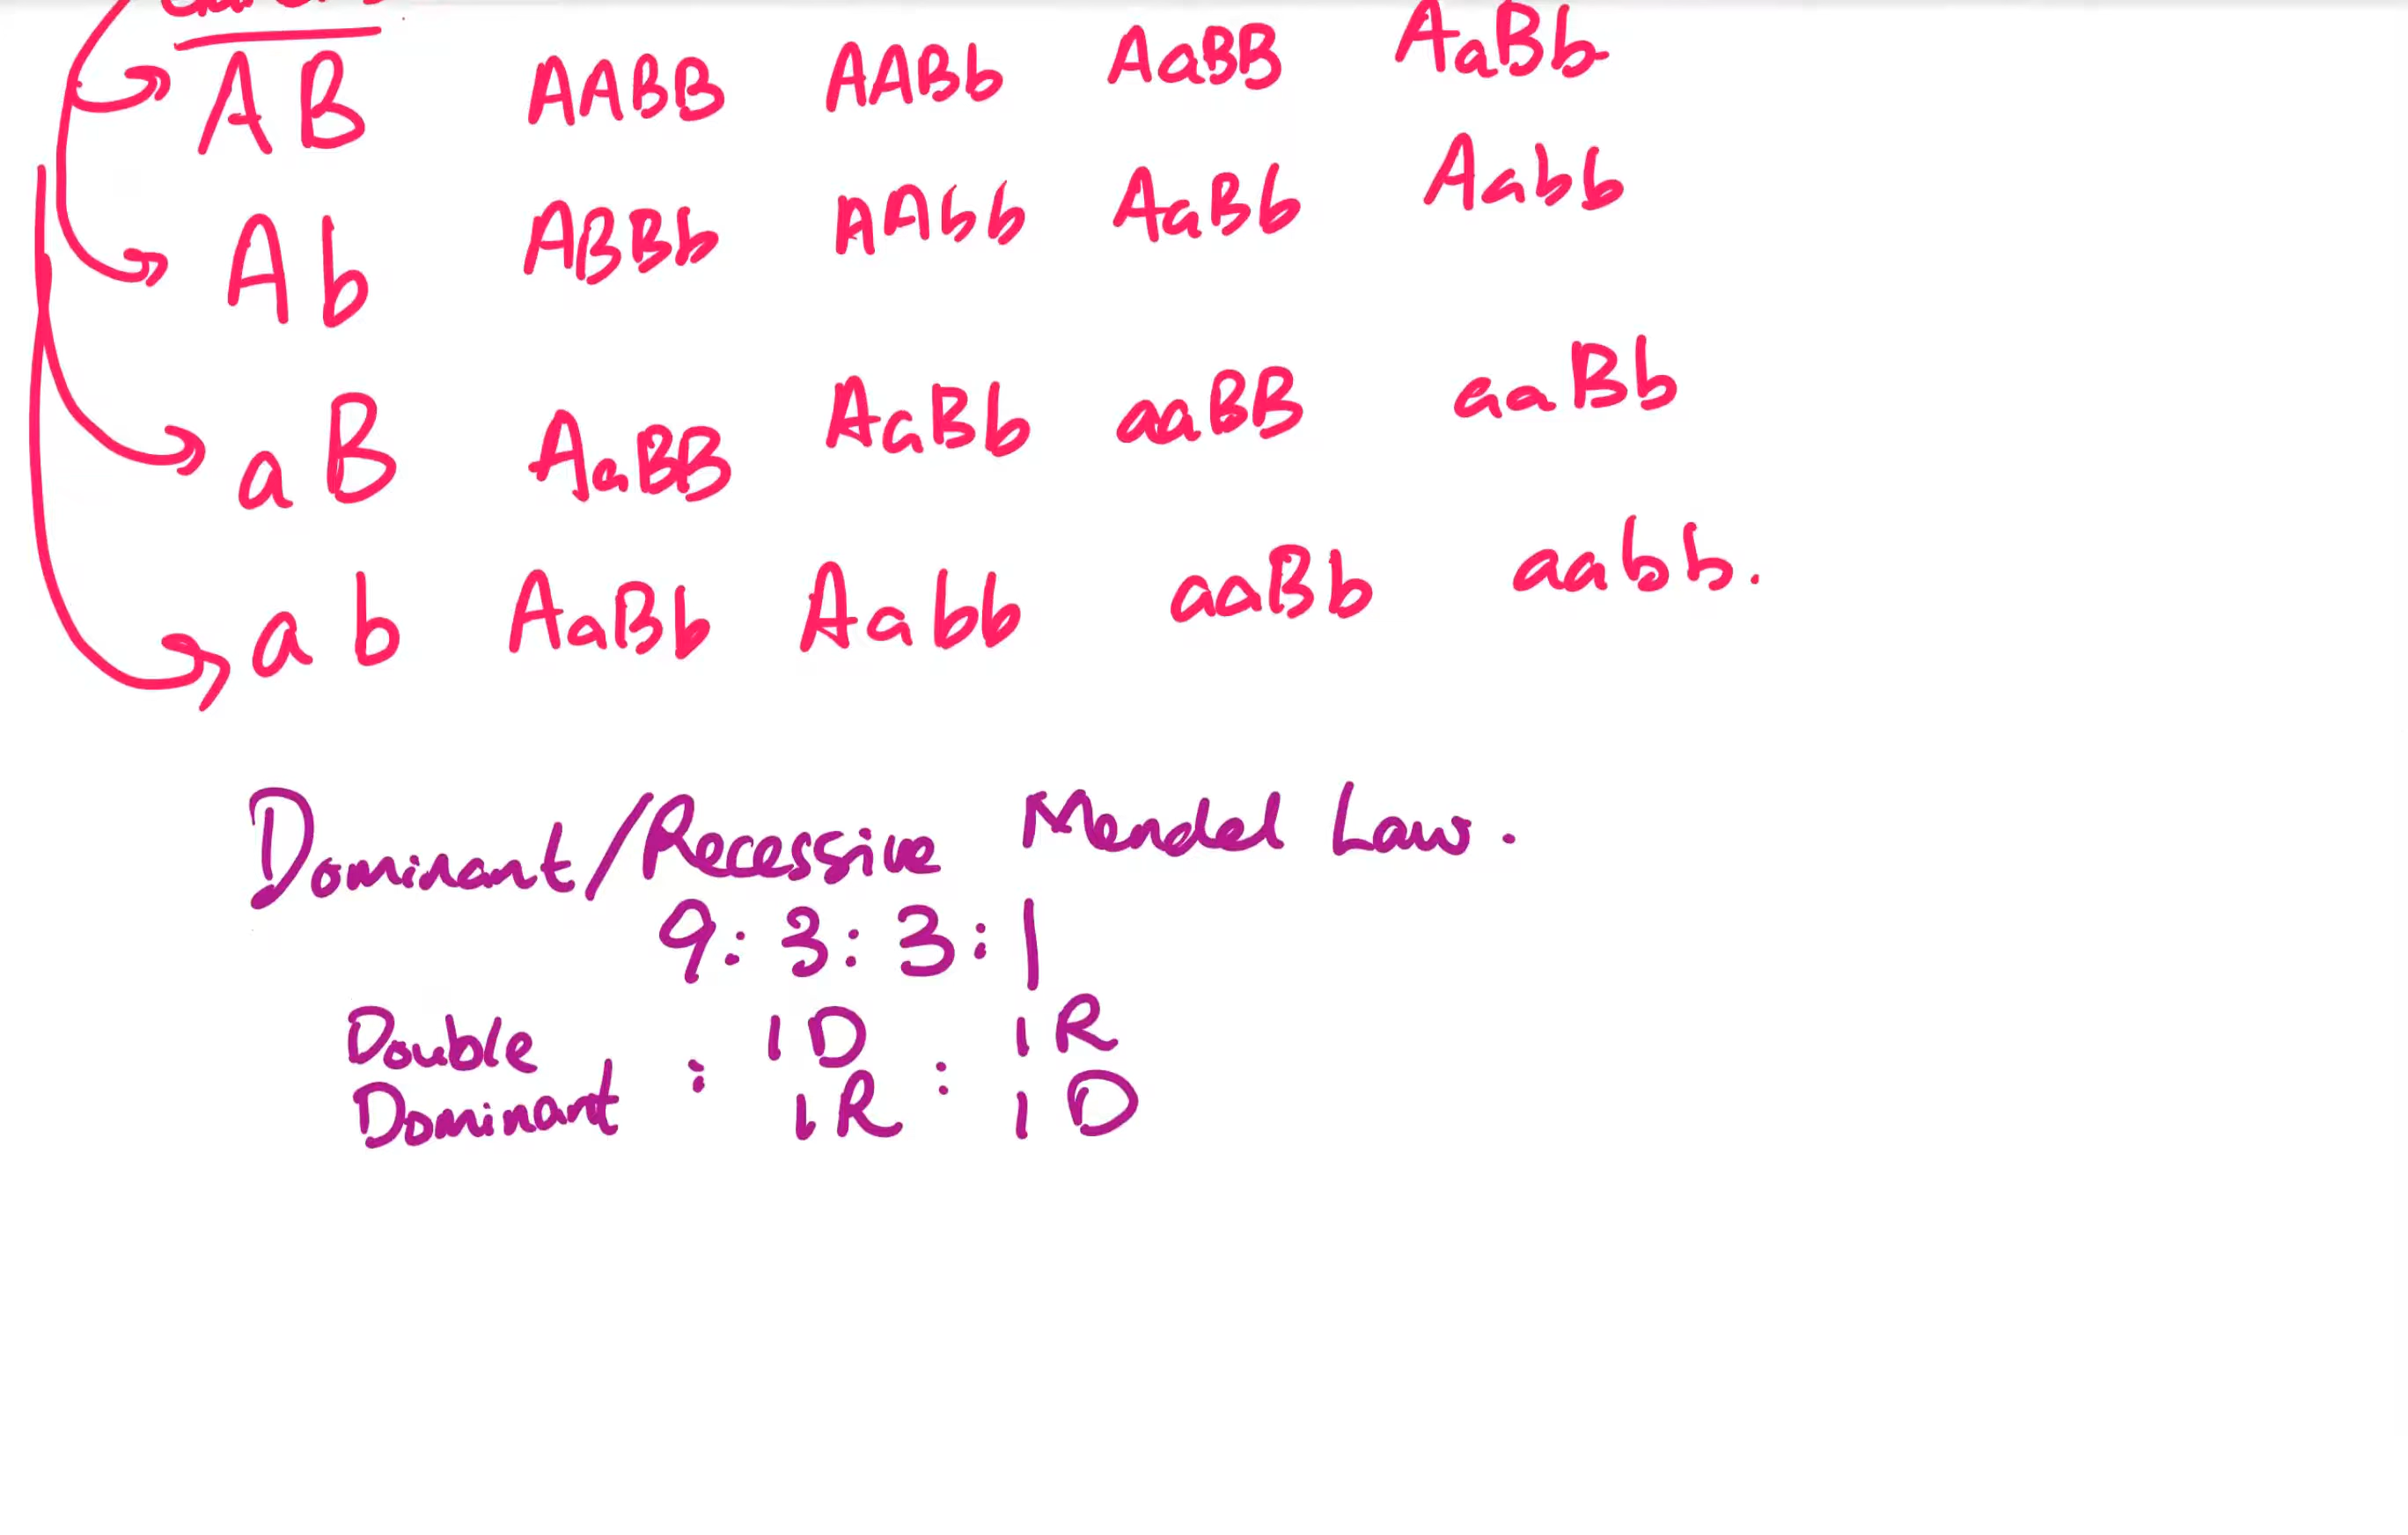 AB AABB AABb AaBB AaBb
Ab ABBb AAbb AaBb Aabb
aB AaBB AaBb aaBB aaBb
ab AaBb Aabb aaBb aabb.
Dominant/Recessive Mendel Law.
9:3:3:1
Double : 1D : 1R
Dominant 1R 1D